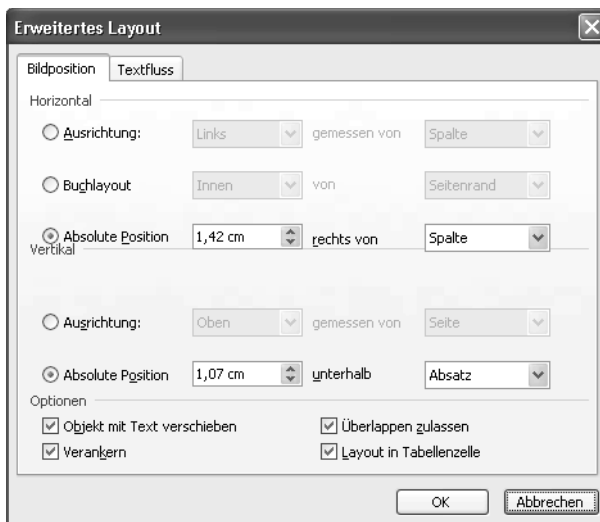 Erweitertes Layout
Bildposition Textfluss
Horizontal
Ausrichtung: Links gemessen von Spalte
Buchlayout Innen von Seitenrand
Absolute Position 1,42 cm rechts von Spalte
Vertikal
Ausrichtung: Oben gemessen von Seite
Absolute Position 1,07 cm unterhalb Absatz
Optionen
Objekt mit Text verschieben Überlappen zulassen
Verankern Layout in Tabellenzelle
OK Abbrechen